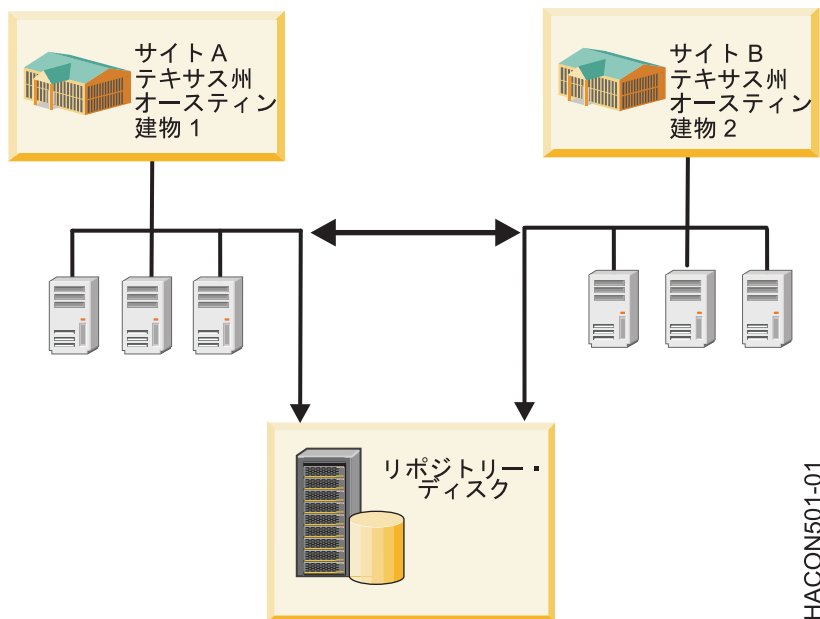 サイト A
テキサス州
オースティン
建物 1
サイト B
テキサス州
オースティン
建物 2
リポジトリー・
ディスク
HACON501-01